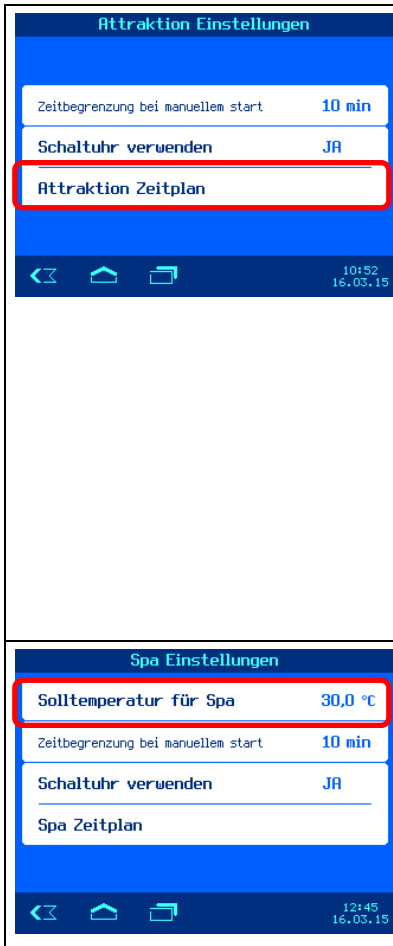 Attraktion Einstellungen
Zeitbegrenzung bei manuellem start 10 min
Schaltuhr verwenden JA
Attraktion Zeitplan
10:52
16.03.15
Spa Einstellungen
Solltemperatur für Spa 30,0 °C
Zeitbegrenzung bei manuellem start 10 min
Schaltuhr verwenden JA
Spa Zeitplan
12:45
16.03.15